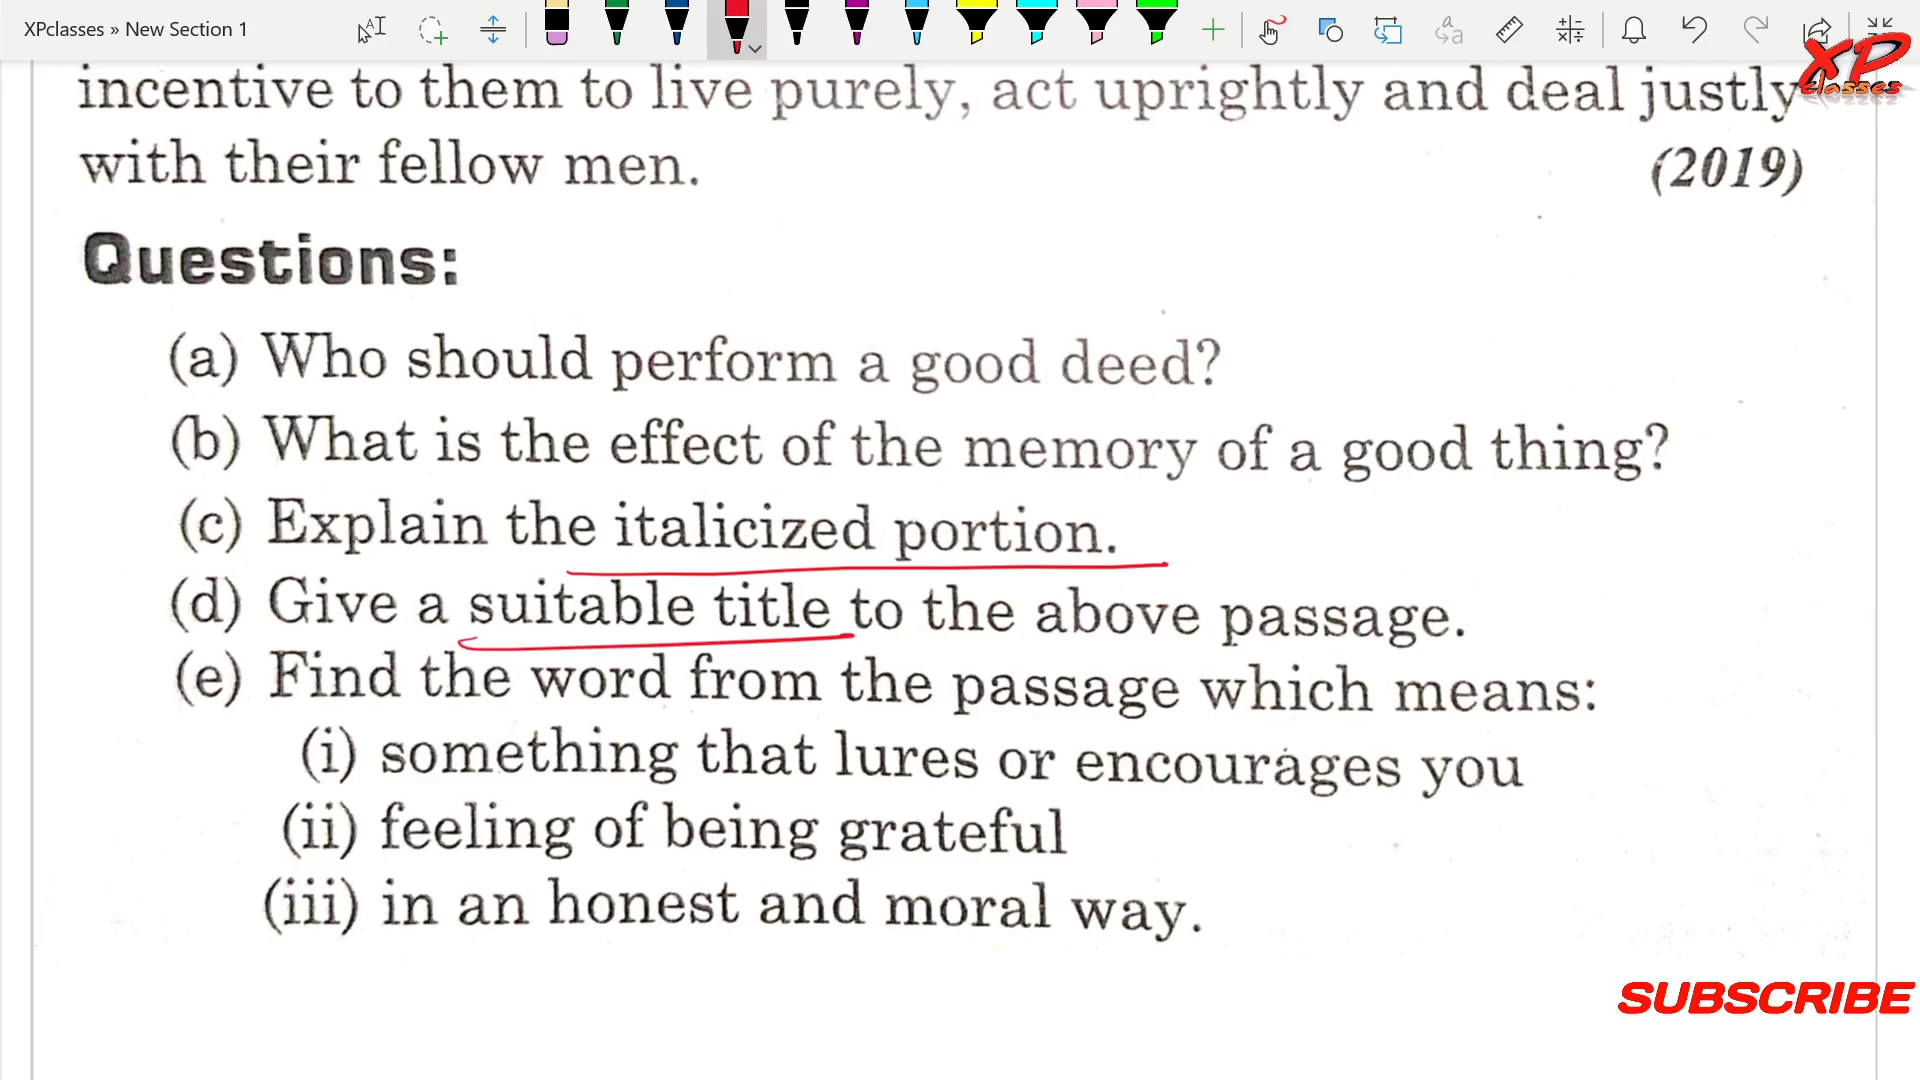 XPclasses » New Section 1
XP
classes
incentive to them to live purely, act uprightly and deal justly
with their fellow men. (2019)
Questions:
(a) Who should perform a good deed?
(b) What is the effect of the memory of a good thing?
(c) Explain the italicized portion.
(d) Give a suitable title to the above passage.
(e) Find the word from the passage which means:
(i) something that lures or encourages you
(ii) feeling of being grateful
(iii) in an honest and moral way.
SUBSCRIBE